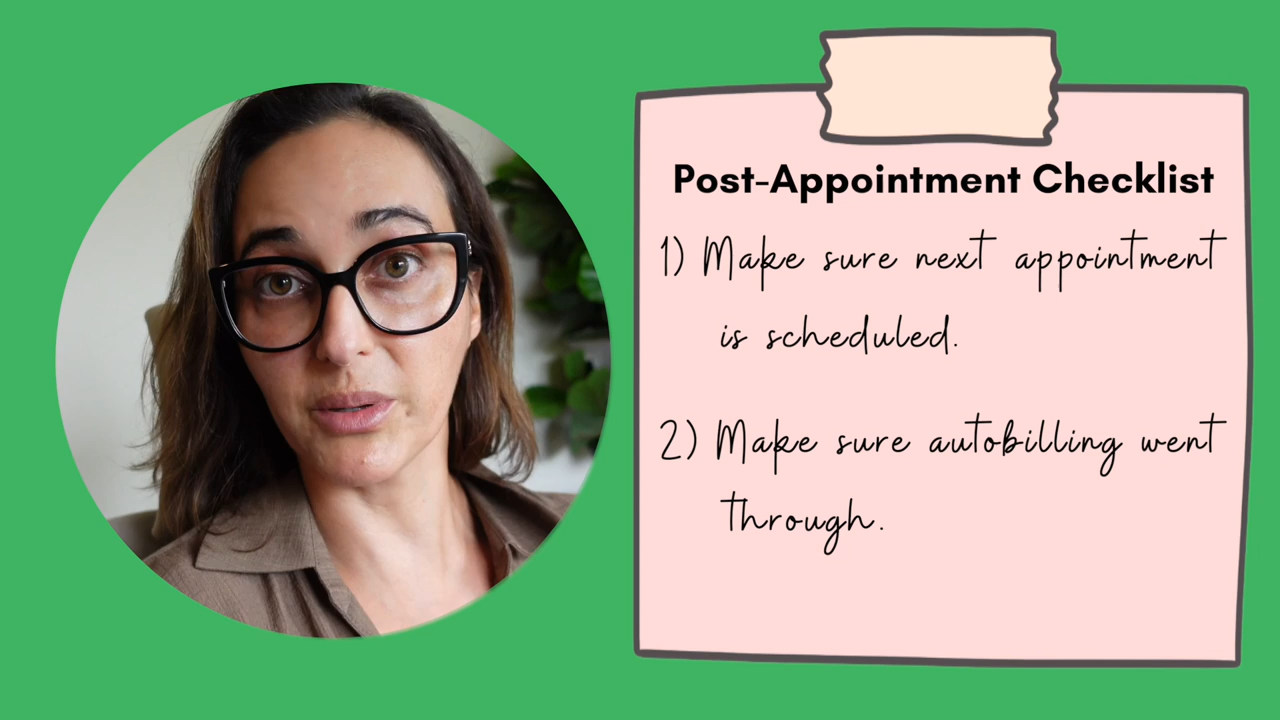 Post-Appointment Checklist
1) Make sure next appointment
is scheduled.
2) Make sure autobilling went
through.